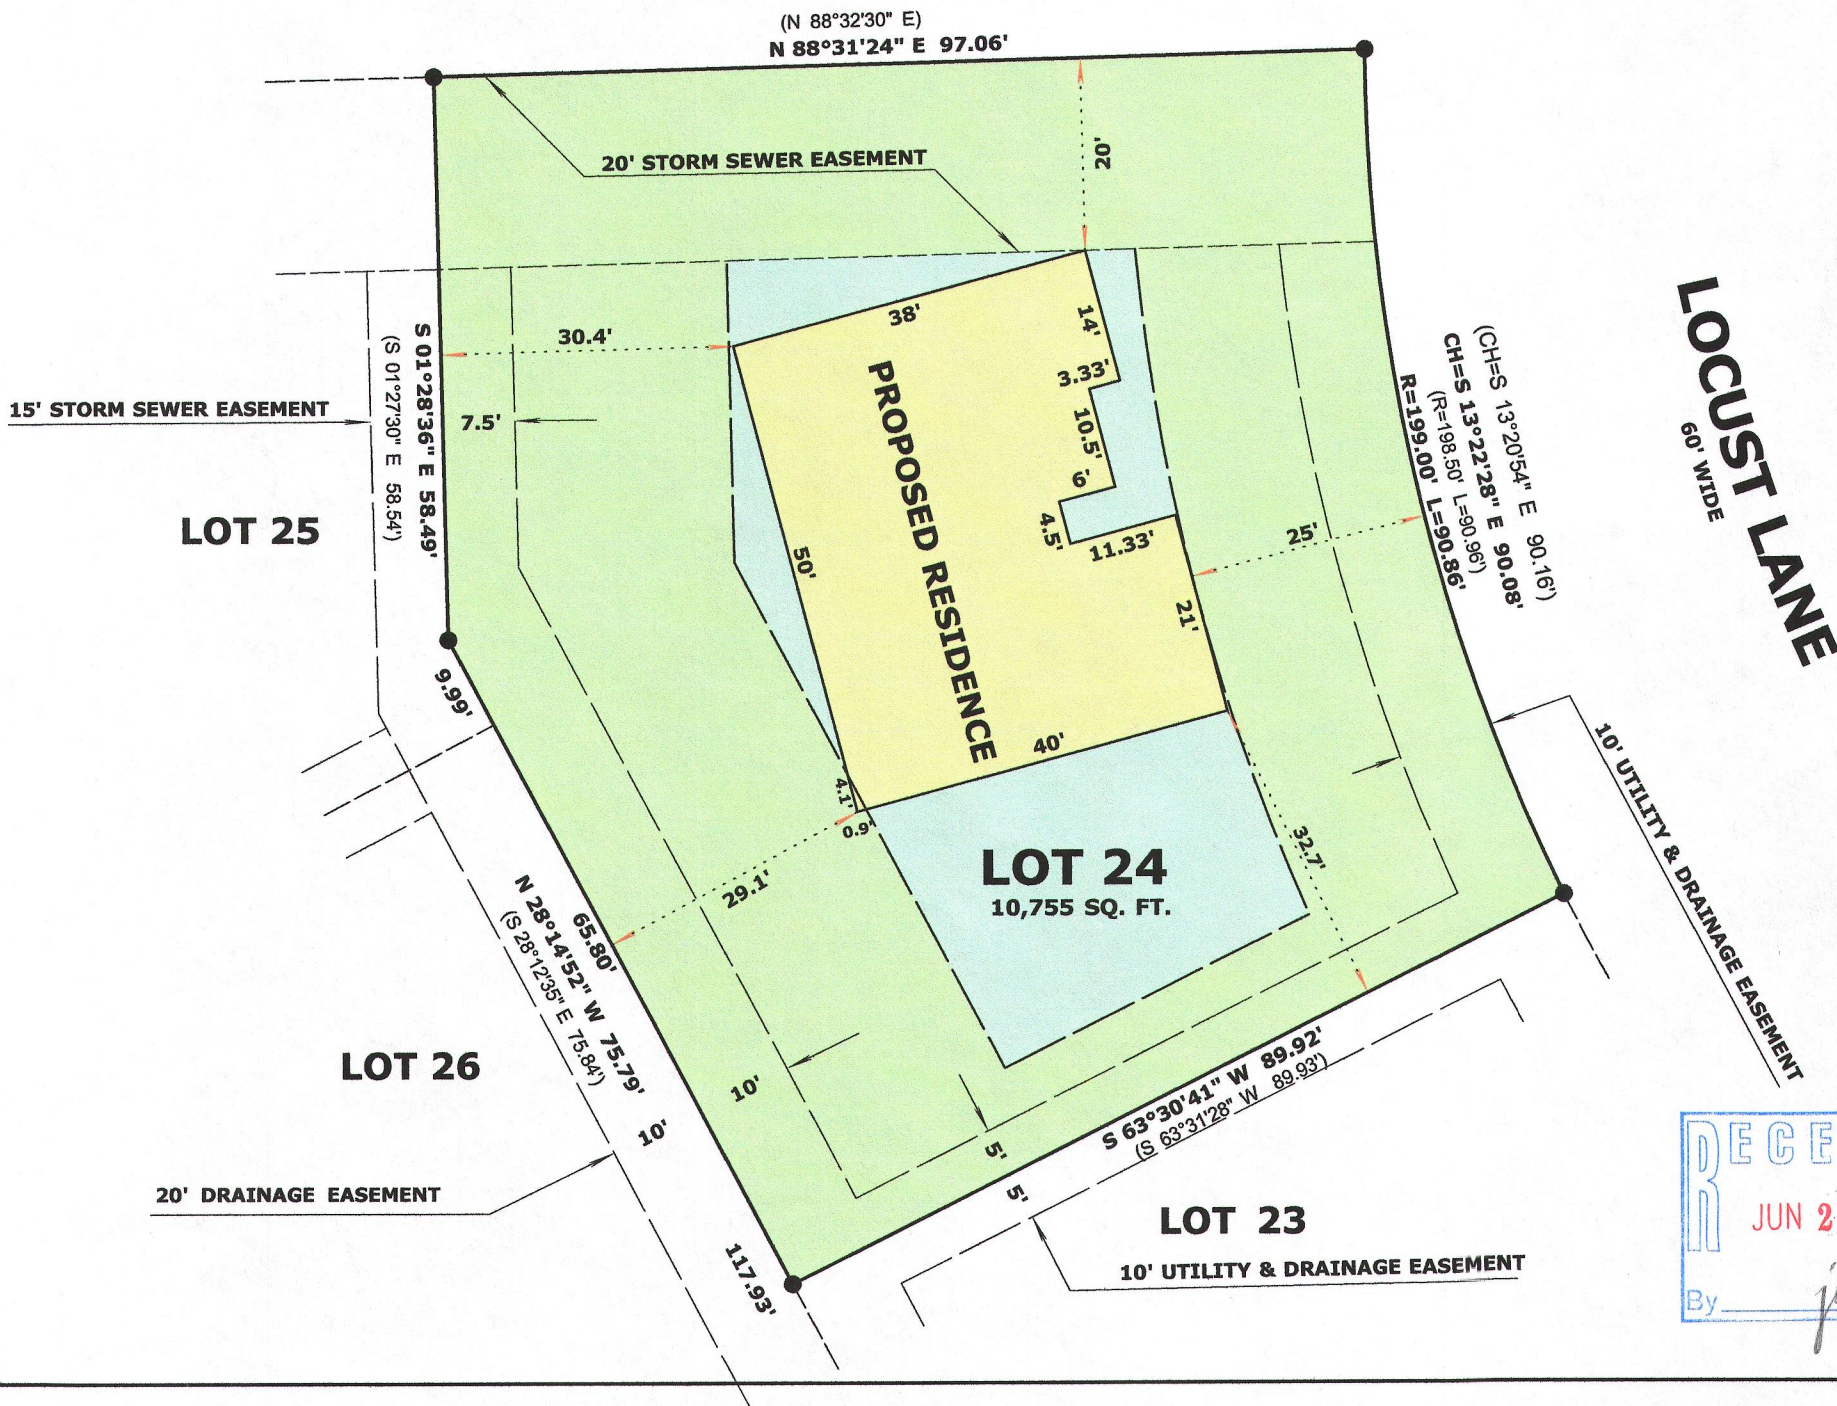 (N 88°32'30" E)
N 88°31'24" E 97.06'
20' STORM SEWER EASEMENT
20'
38'
14'
3.33'
10.5'
6'
4.5'
11.33'
30.4'
7.5'
15' STORM SEWER EASEMENT
S 01°28'36" E 58.49'
(S 01°27'30" E 58.54')
LOT 25
PROPOSED RESIDENCE
50'
21'
40'
25'
(CH=S 13°20'54" E 90.16')
CH=S 13°22'28" E 90.08'
(R=198.50' L=90.96')
R=199.00' L=90.86'
LOCUST LANE
60' WIDE
9.99'
4.1'
0.9'
29.1'
32.7'
LOT 24
10,755 SQ. FT.
10' UTILITY & DRAINAGE EASEMENT
65.80'
N 28°14'52" W 75.79'
(S 28°12'35" E 75.84')
LOT 26
10'
10'
20' DRAINAGE EASEMENT
117.93'
5'
5'
S 63°30'41" W 89.92'
(S 63°31'28" W 89.93')
LOT 23
10' UTILITY & DRAINAGE EASEMENT
RECE
JUN 2
By